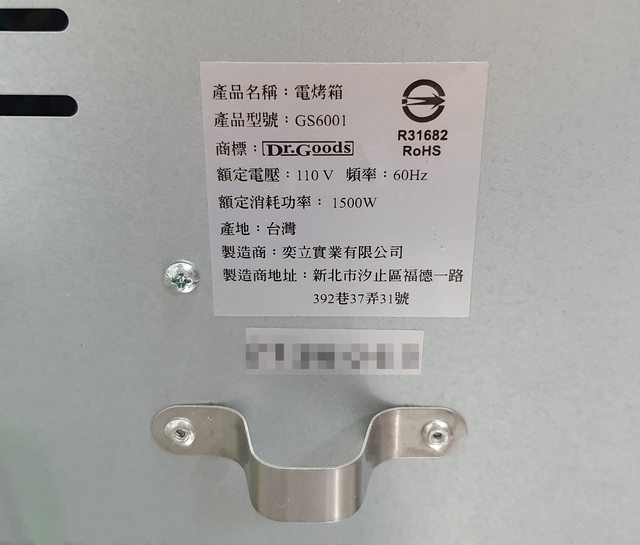 產品名稱：電烤箱
產品型號：GS6001
商標：Dr.Goods
額定電壓：110 V 頻率：60Hz
額定消耗功率： 1500W
產地：台灣
製造商：奕立實業有限公司
製造商地址：新北市汐止區福德一路
392巷37弄31號
R31682
RoHS